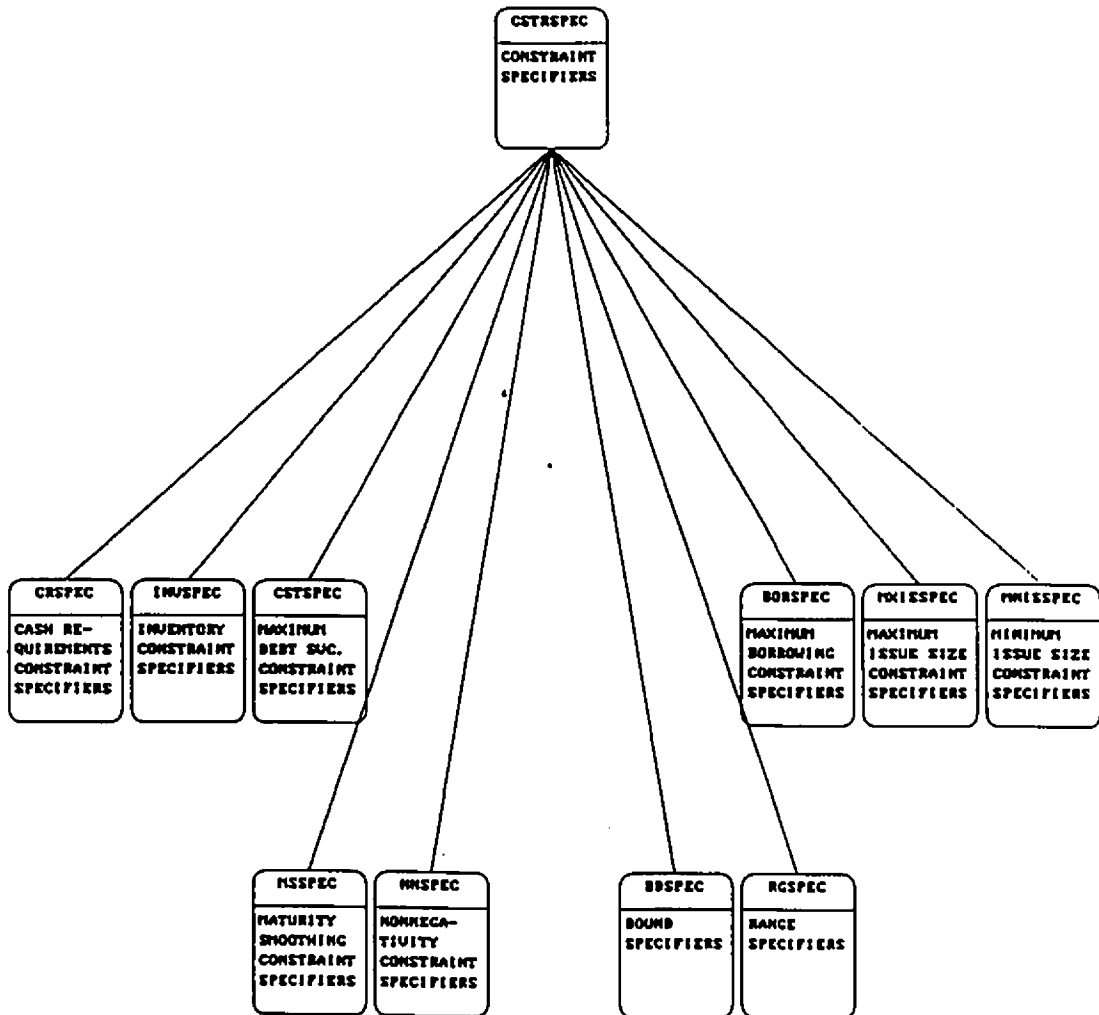 CSTRSPEC
CONSTRAINT
SPECIFIERS
CRSPEC
CASH RE-
QUIREMENTS
CONSTRAINT
SPECIFIERS
INVSPEC
INVENTORY
CONSTRAINT
SPECIFIERS
CSTSPEC
MAXIMUM
DEBT SVC.
CONSTRAINT
SPECIFIERS
BORSPEC
MAXIMUM
BORROWING
CONSTRAINT
SPECIFIERS
MXISSPEC
MAXIMUM
ISSUE SIZE
CONSTRAINT
SPECIFIERS
MNISSPEC
MINIMUM
ISSUE SIZE
CONSTRAINT
SPECIFIERS
MSSPEC
MATURITY
SMOOTHING
CONSTRAINT
SPECIFIERS
NNSPEC
NONNEGA-
TIVITY
CONSTRAINT
SPECIFIERS
BDSPEC
BOUND
SPECIFIERS
RGSPEC
RANGE
SPECIFIERS